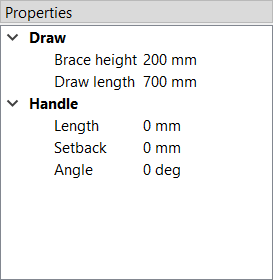 Properties
Draw
Brace height 200 mm
Draw length 700 mm
Handle
Length 0 mm
Setback 0 mm
Angle 0 deg